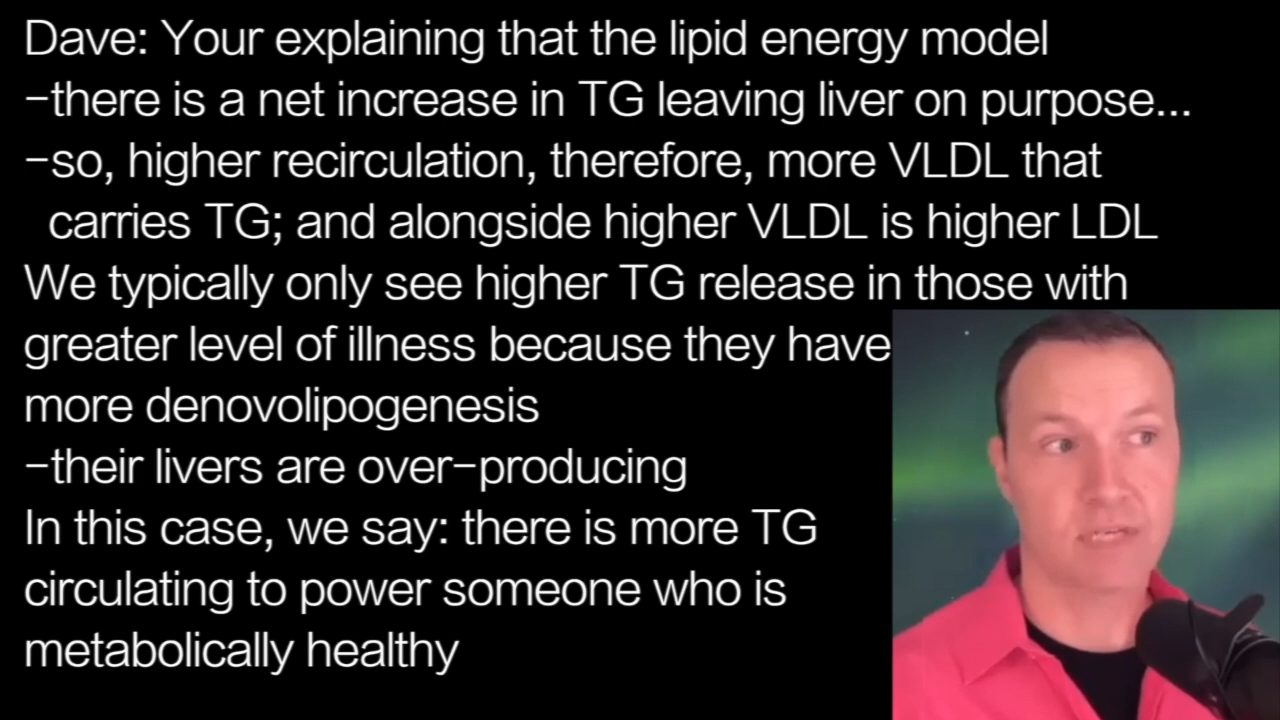 Dave: Your explaining that the lipid energy model
-there is a net increase in TG leaving liver on purpose...
-so, higher recirculation, therefore, more VLDL that
carries TG; and alongside higher VLDL is higher LDL
We typically only see higher TG release in those with
greater level of illness because they have
more denovolipogenesis
-their livers are over-producing
In this case, we say: there is more TG
circulating to power someone who is
metabolically healthy